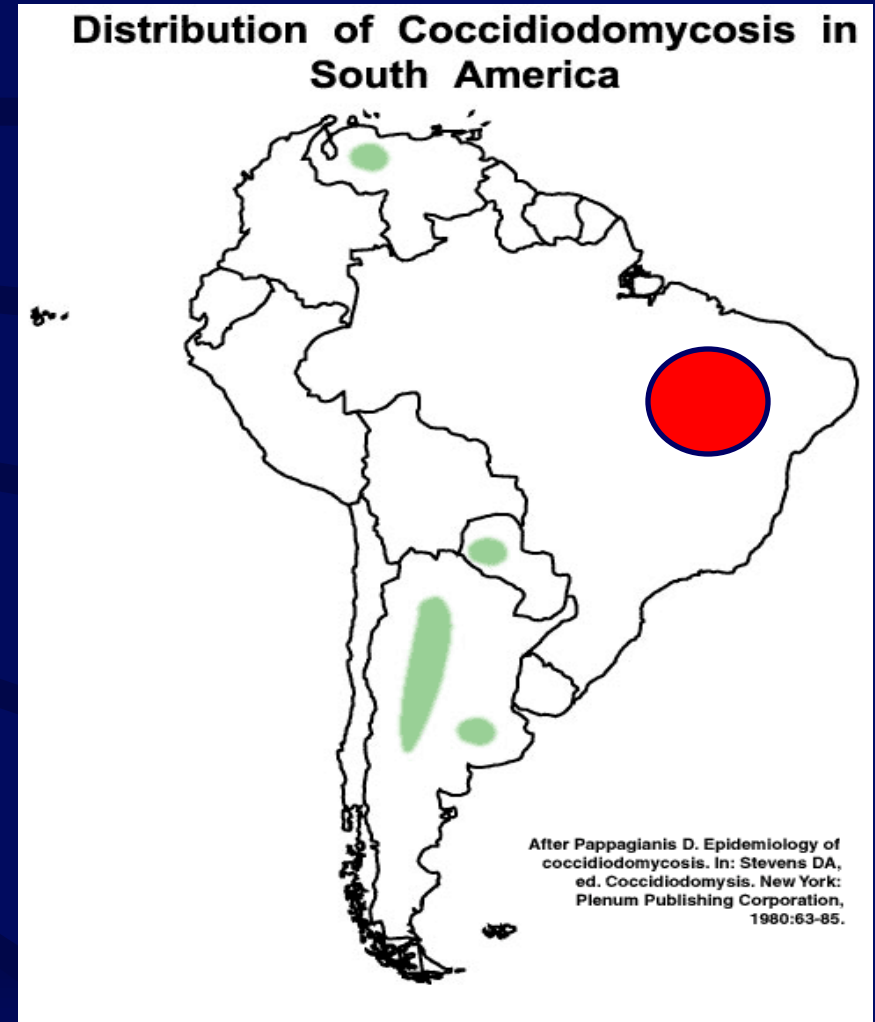 Distribution of Coccidiodomycosis in
South America
After Pappagianis D. Epidemiology of
coccidiodomycosis. In: Stevens DA,
ed. Coccidiodomysis. New York:
Plenum Publishing Corporation,
1980:63-85.